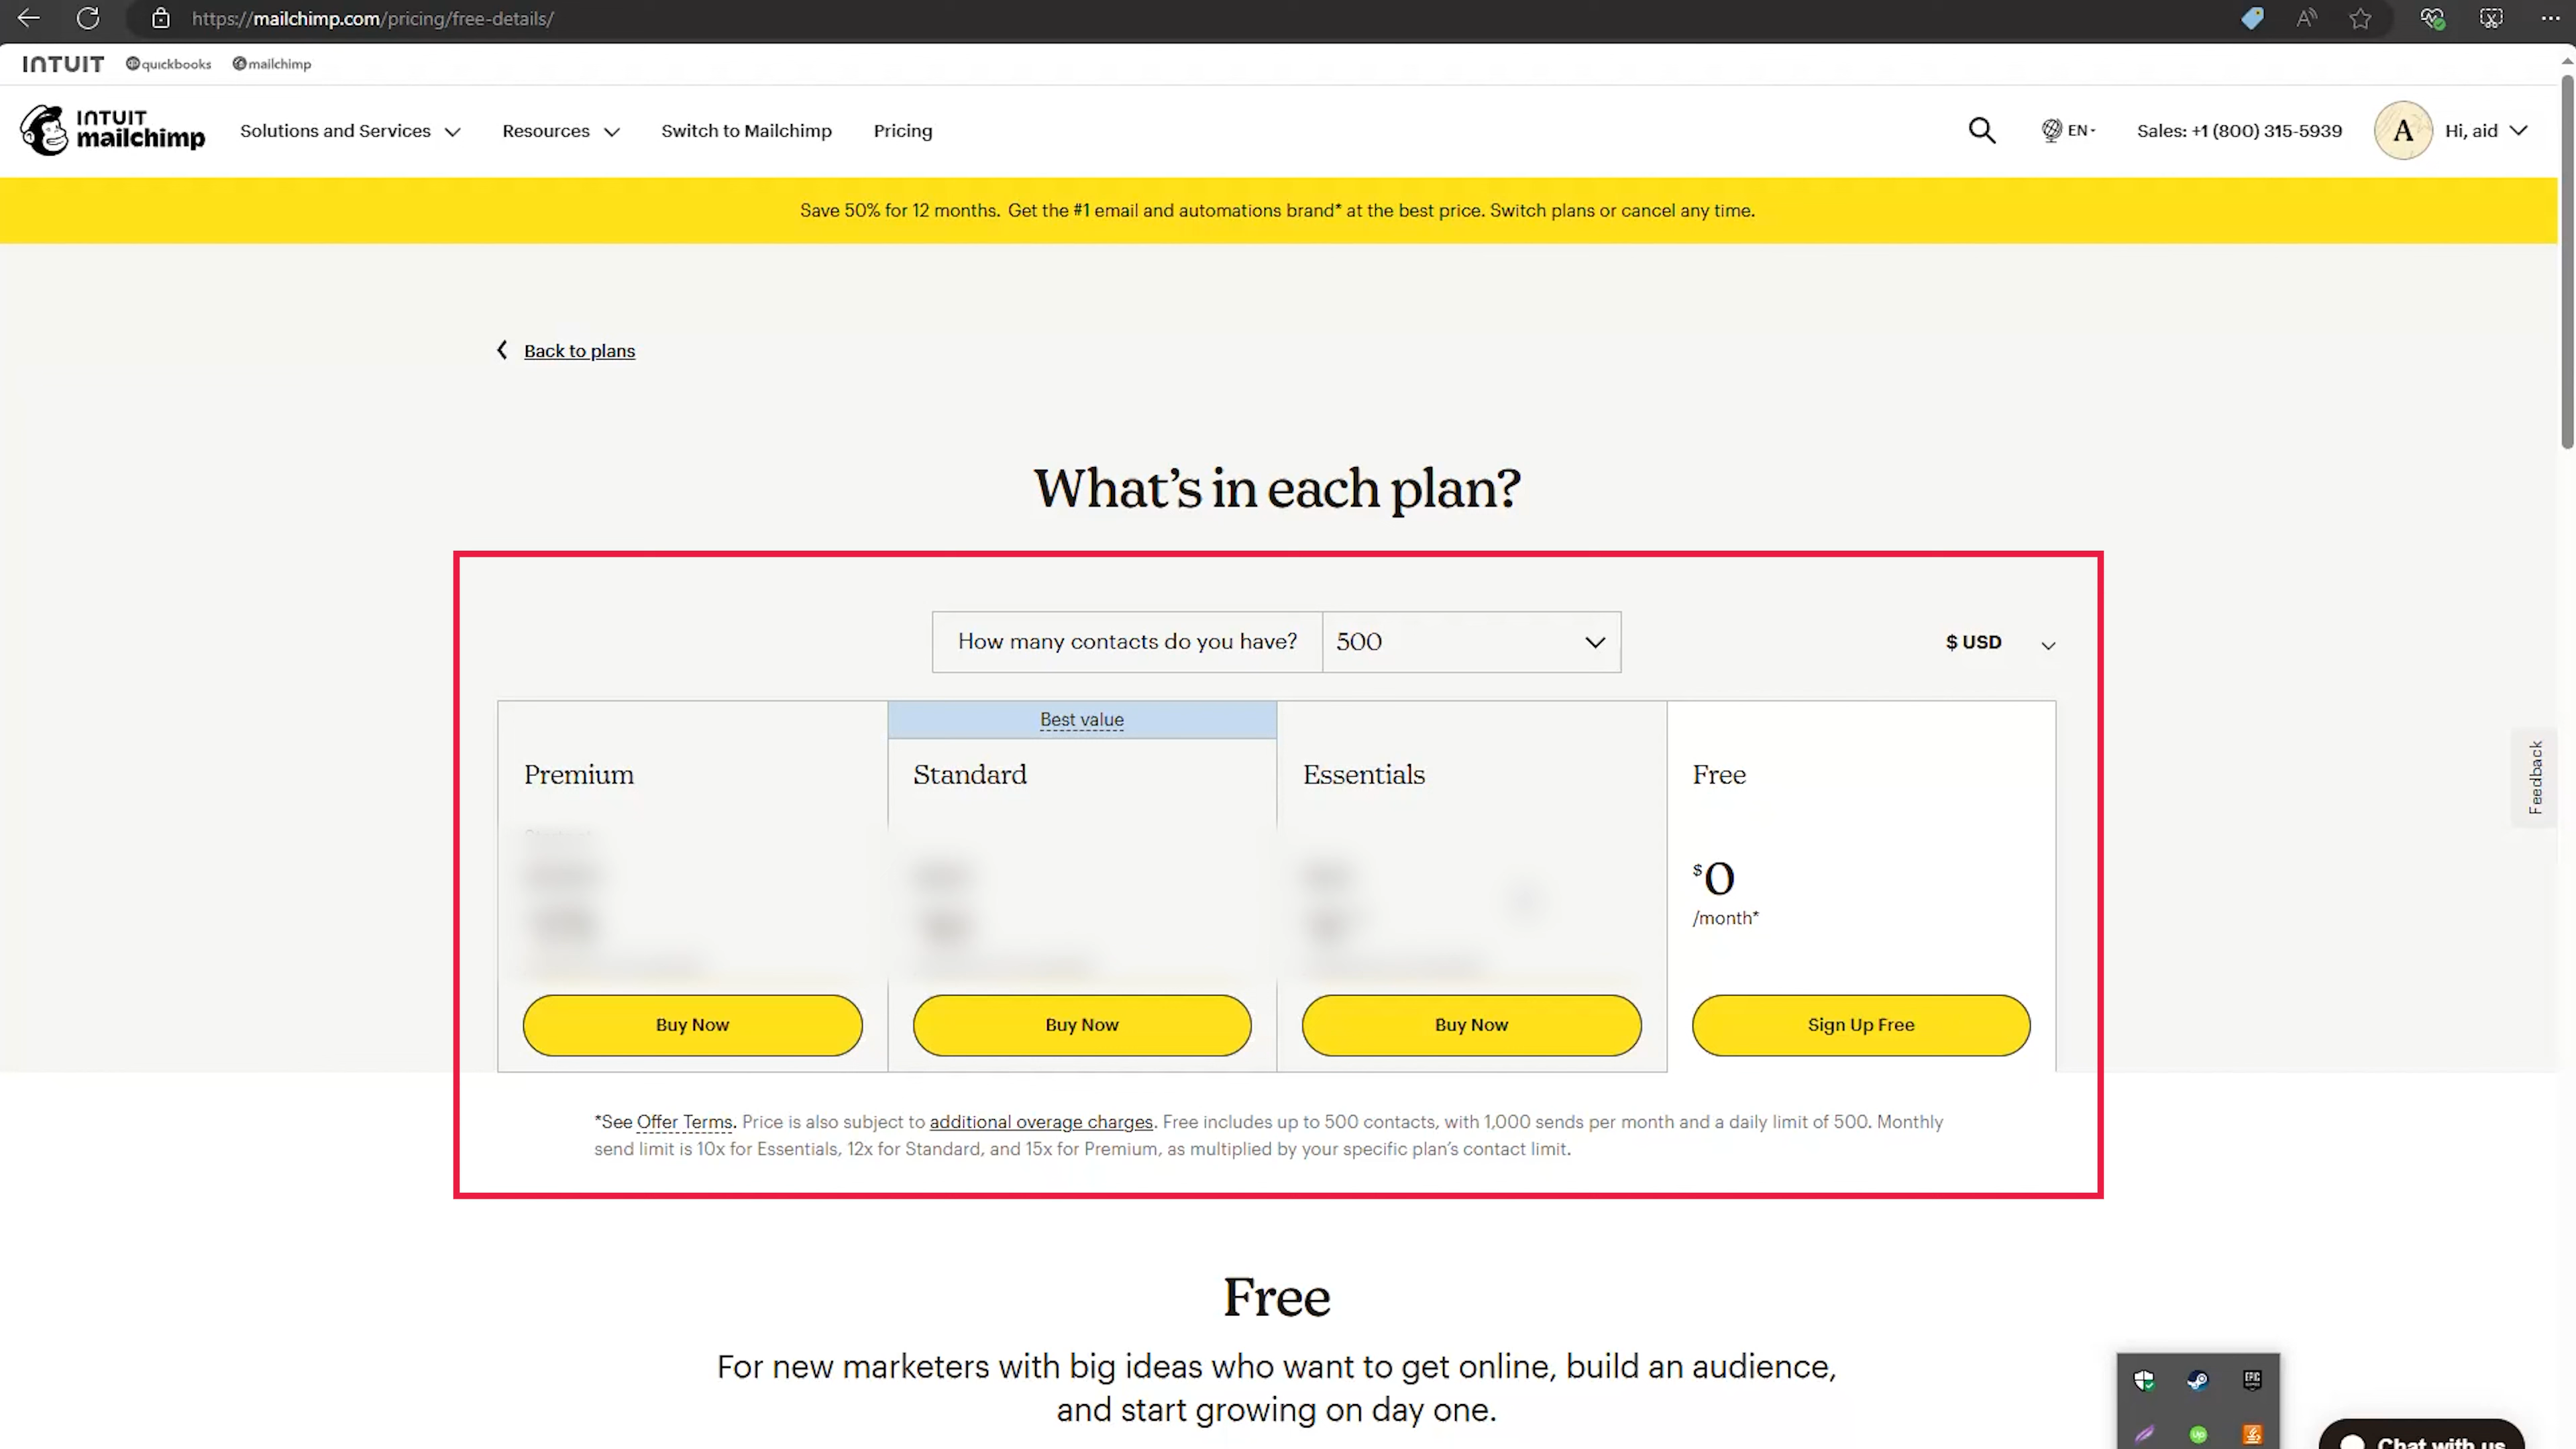 https://mailchimp.com/pricing/free-details/
INTUIT quickbooks mailchimp
INTUIT mailchimp Solutions and Services Resources Switch to Mailchimp Pricing EN Sales: +1 (800) 315-5939 A Hi, aid
Save 50% for 12 months. Get the #1 email and automations brand* at the best price. Switch plans or cancel any time.
Back to plans
What's in each plan?
How many contacts do you have? 500 $ USD
Best value
Premium Standard Essentials Free
$0
/month*
Buy Now Buy Now Buy Now Sign Up Free
*See Offer Terms. Price is also subject to additional overage charges. Free includes up to 500 contacts, with 1,000 sends per month and a daily limit of 500. Monthly
send limit is 10x for Essentials, 12x for Standard, and 15x for Premium, as multiplied by your specific plan's contact limit.
Feedback
Free
For new marketers with big ideas who want to get online, build an audience,
and start growing on day one.
EPIC
Up
Chat with us